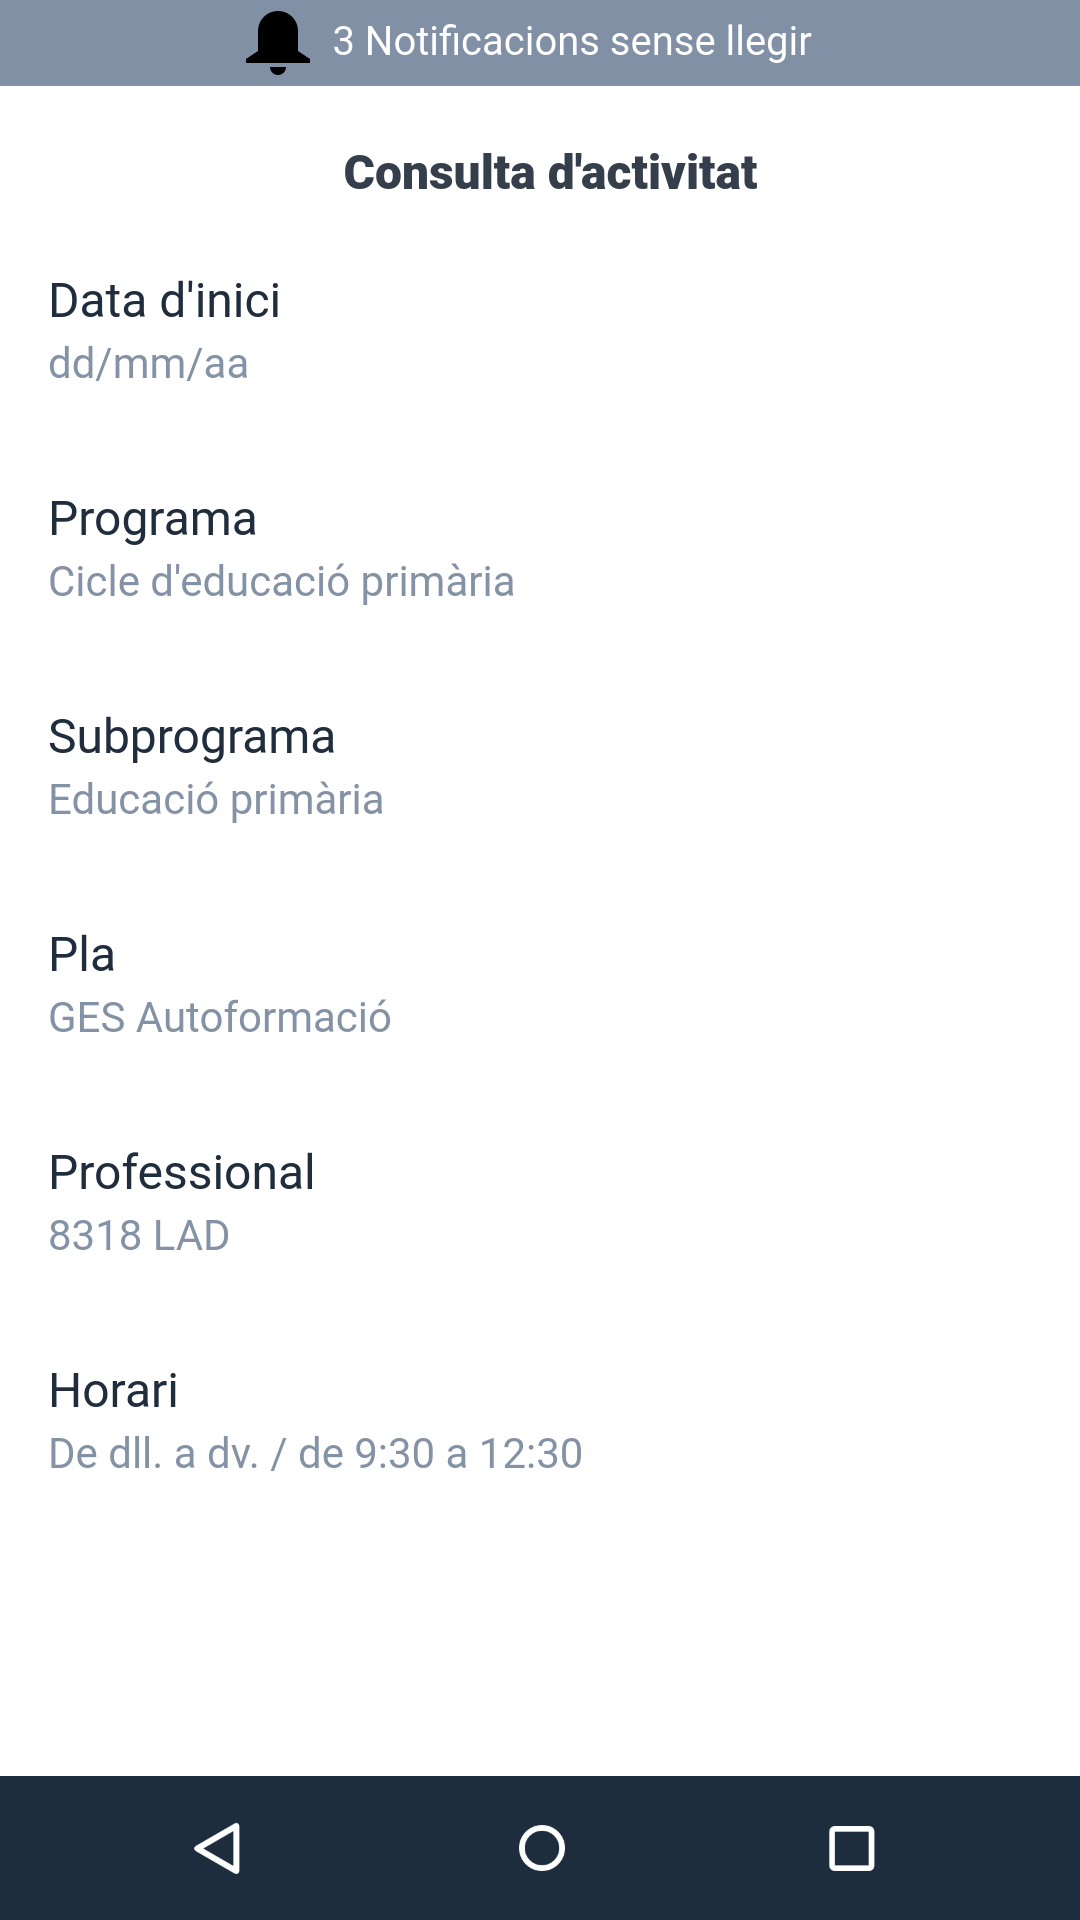 3 Notificacions sense llegir
Consulta d'activitat
Data d'inici
dd/mm/aa
Programa
Cicle d'educació primària
Subprograma
Educació primària
Pla
GES Autoformació
Professional
8318 LAD
Horari
De dll. a dv. / de 9:30 a 12:30